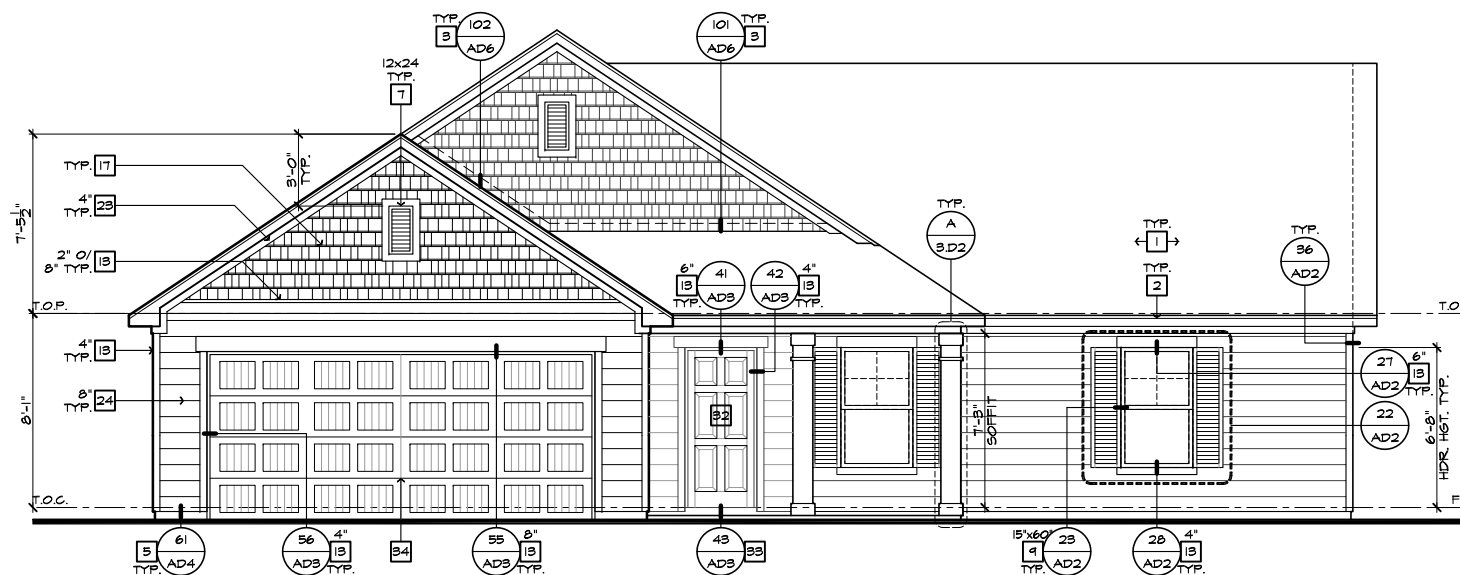 TYP.
3
102
AD6
101
AD6
TYP.
3
12x24
TYP.
7
TYP. 17
3'-0"
TYP.
7'-5½"
4"
TYP. 23
2" O/
8" TYP. 13
TYP.
A
3.D2
TYP.
1
TYP.
2
TYP.
36
AD2
6"
13
TYP.
41
AD3
42
AD3
4"
13
TYP.
T.O.P.
T.O
4"
TYP. 13
8"
TYP. 24
8'-1"
32
7'-3"
SOFFIT
27
AD2
6"
13
TYP.
22
AD2
6'-8"
HDR. HGT. TYP.
T.O.C.
F
5
TYP.
61
AD4
56
AD3
4"
13
TYP.
34
55
AD3
8"
13
TYP.
43
AD3
33
15"x60"
9
TYP.
23
AD2
28
AD2
4"
13
TYP.